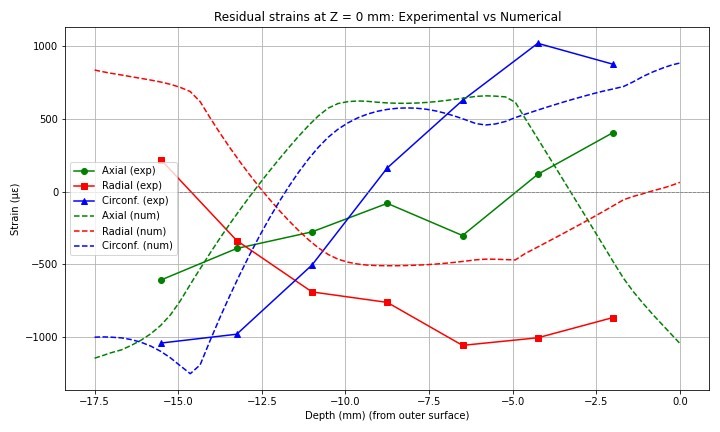 Residual strains at Z = 0 mm: Experimental vs Numerical
Strain (με)
1000
500
0
−500
−1000
Axial (exp)
Radial (exp)
Circonf. (exp)
Axial (num)
Radial (num)
Circonf. (num)
−17.5
−15.0
−12.5
−10.0
−7.5
−5.0
−2.5
0.0
Depth (mm) (from outer surface)